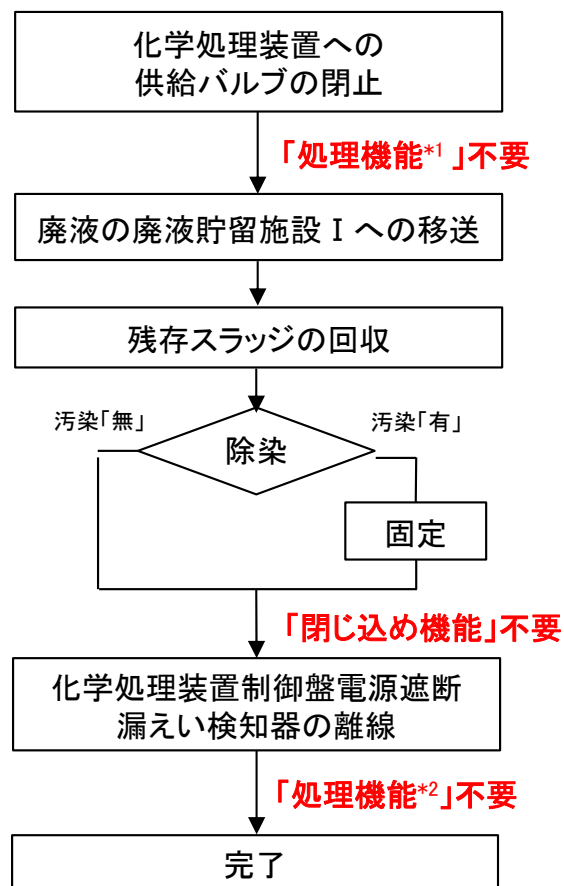 化学処理装置への
供給バルブの閉止
「処理機能*1 」不要
廃液の廃液貯留施設Ⅰへの移送
残存スラッジの回収
汚染「無」
汚染「有」
除染
固定
「閉じ込め機能」不要
化学処理装置制御盤電源遮断
漏えい検知器の離線
「処理機能*2」不要
完了